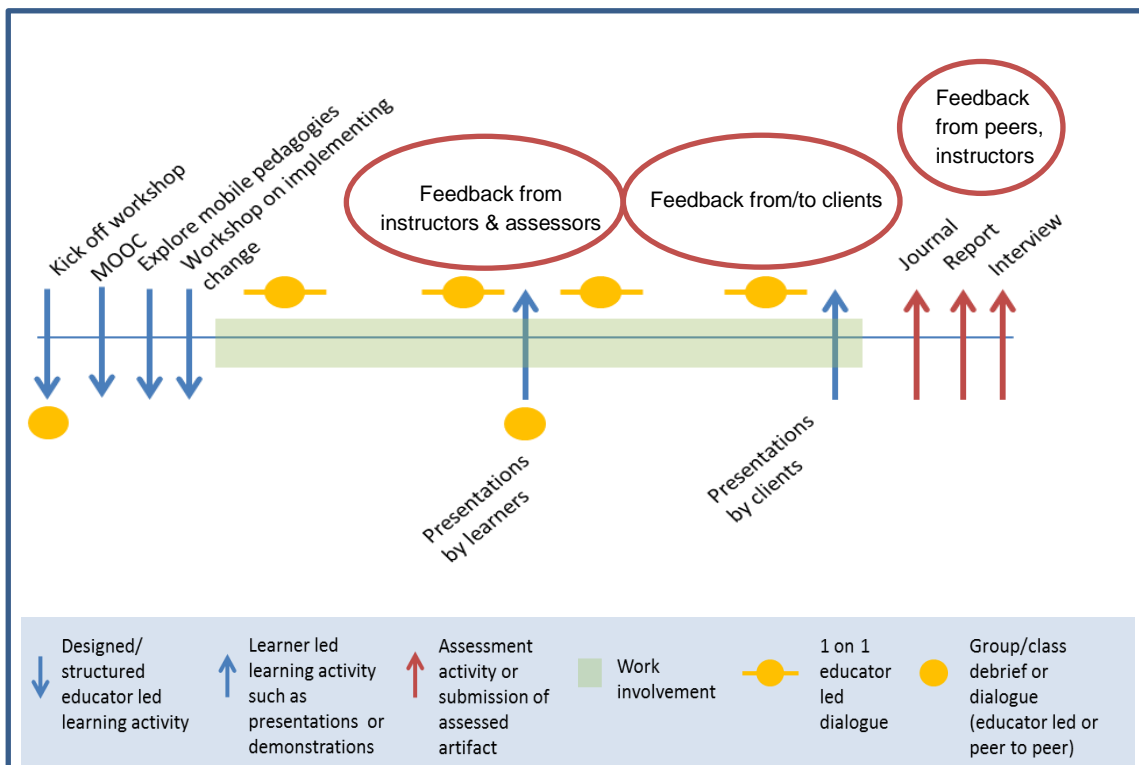 Kick off workshop
MOOC
Explore mobile pedagogies
Workshop on implementing
change
Feedback from
instructors & assessors
Feedback from/to clients
Feedback
from peers,
instructors
Journal
Report
Interview
Presentations
by learners
Presentations
by clients
Designed/
structured
educator led
learning activity
Learner led
learning activity
such as
presentations or
demonstrations
Assessment
activity or
submission of
assessed
artifact
Work
involvement
1 on 1
educator
led
dialogue
Group/class
debrief or
dialogue
(educator led or
peer to peer)